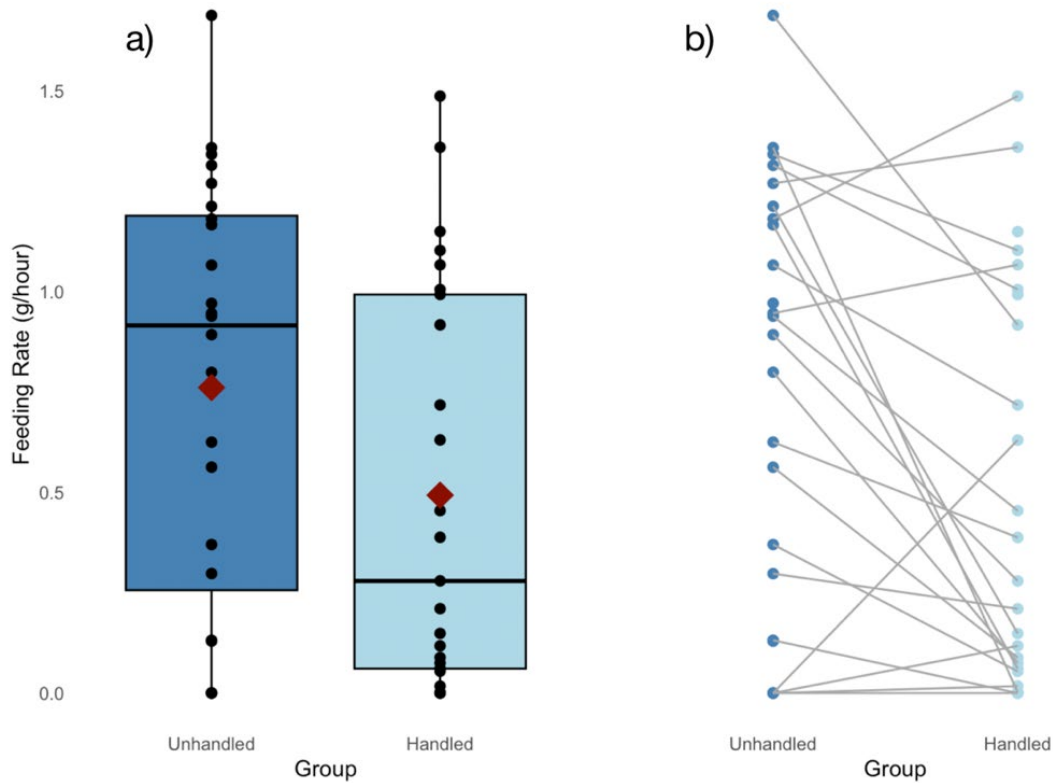 a)
b)
Feeding Rate (g/hour)
1.5
1.0
0.5
0.0
Unhandled
Handled
Group
Unhandled
Handled
Group